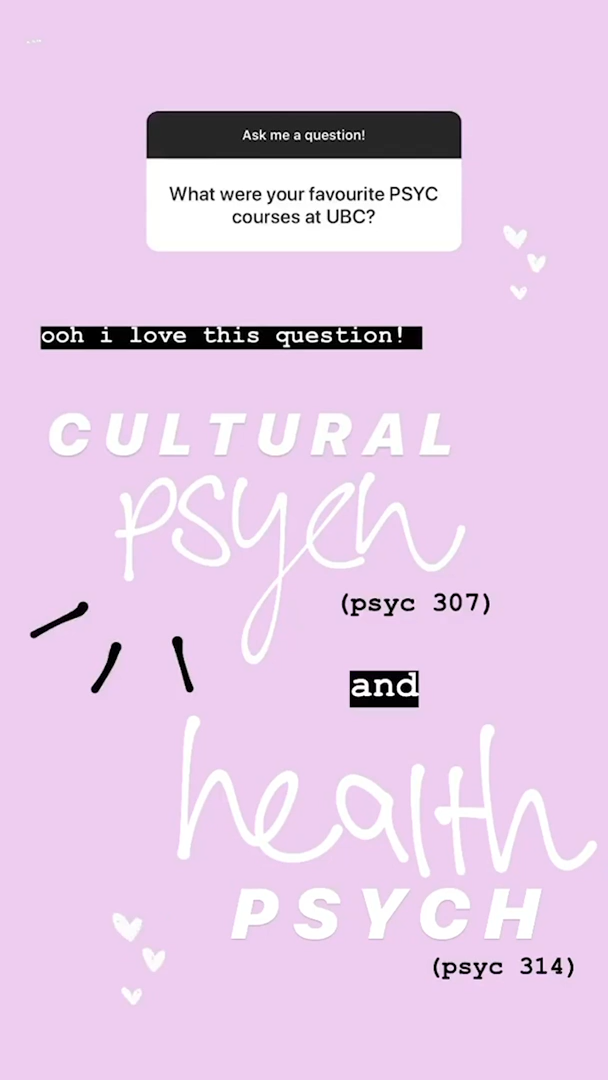 Ask me a question!
What were your favourite PSYC
courses at UBC?
ooh i love this question!
CULTURAL
psych
(psyc 307)
and
health
PSYCH
(psyc 314)